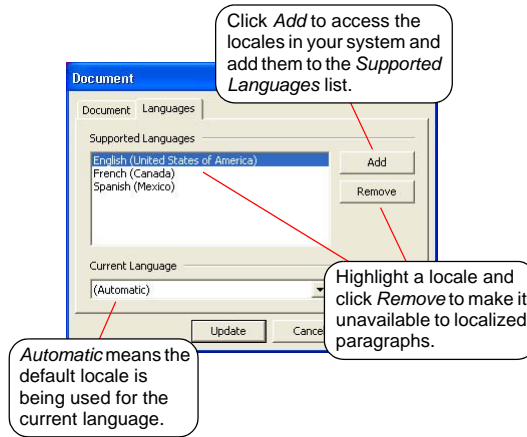 Click Add to access the
locales in your system and
add them to the Supported
Languages list.
Document
Document Languages
Supported Languages
English (United States of America)
French (Canada)
Spanish (Mexico)
Add
Remove
Current Language
(Automatic)
Highlight a locale and
click Remove to make it
unavailable to localized
paragraphs.
Update Cance
Automatic means the
default locale is
being used for the
current language.